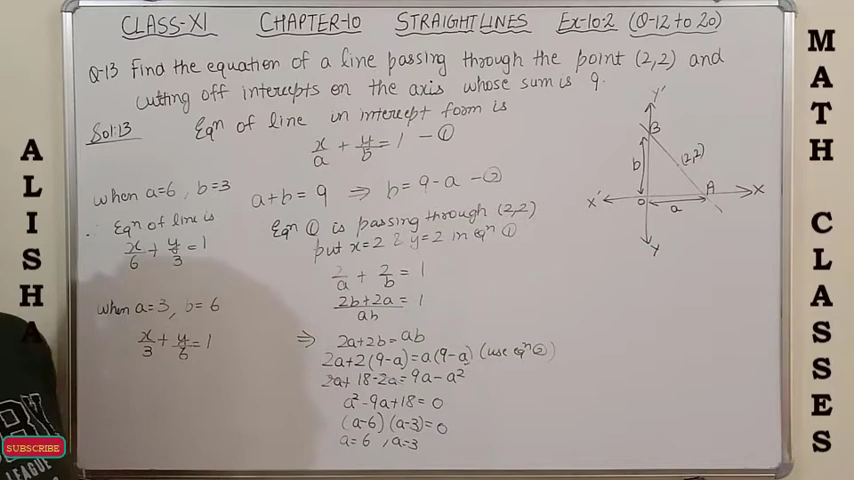 CLASS-XI CHAPTER-10 STRAIGHT LINES Ex-10.2 (Q-12 to 20)
Q-13 Find the equation of a line passing through the point (2,2) and
cutting off intercepts on the axis whose sum is 9.
Sol:13 Eqn of line in intercept form is
x/a + y/b = 1 - ①
a+b = 9 ⇒ b = 9-a - ②
Eqn ① is passing through (2,2)
put x=2 & y=2 in eqn ①
2/a + 2/b = 1
2b+2a/ab = 1
⇒ 2a+2b = ab
2a+2(9-a) = a(9-a) (use eqn ②)
2a+18-2a = 9a-a²
a²-9a+18=0
(a-6)(a-3)=0
a=6, a=3
when a=6, b=3
∴ Eqn of line is
x/6 + y/3 = 1
when a=3, b=6
x/3 + y/6 = 1
Y'
B
b
(2,2)
X' O A X
a
Y
ALISHA
MATH CLASSES
SUBSCRIBE
LEAGUE